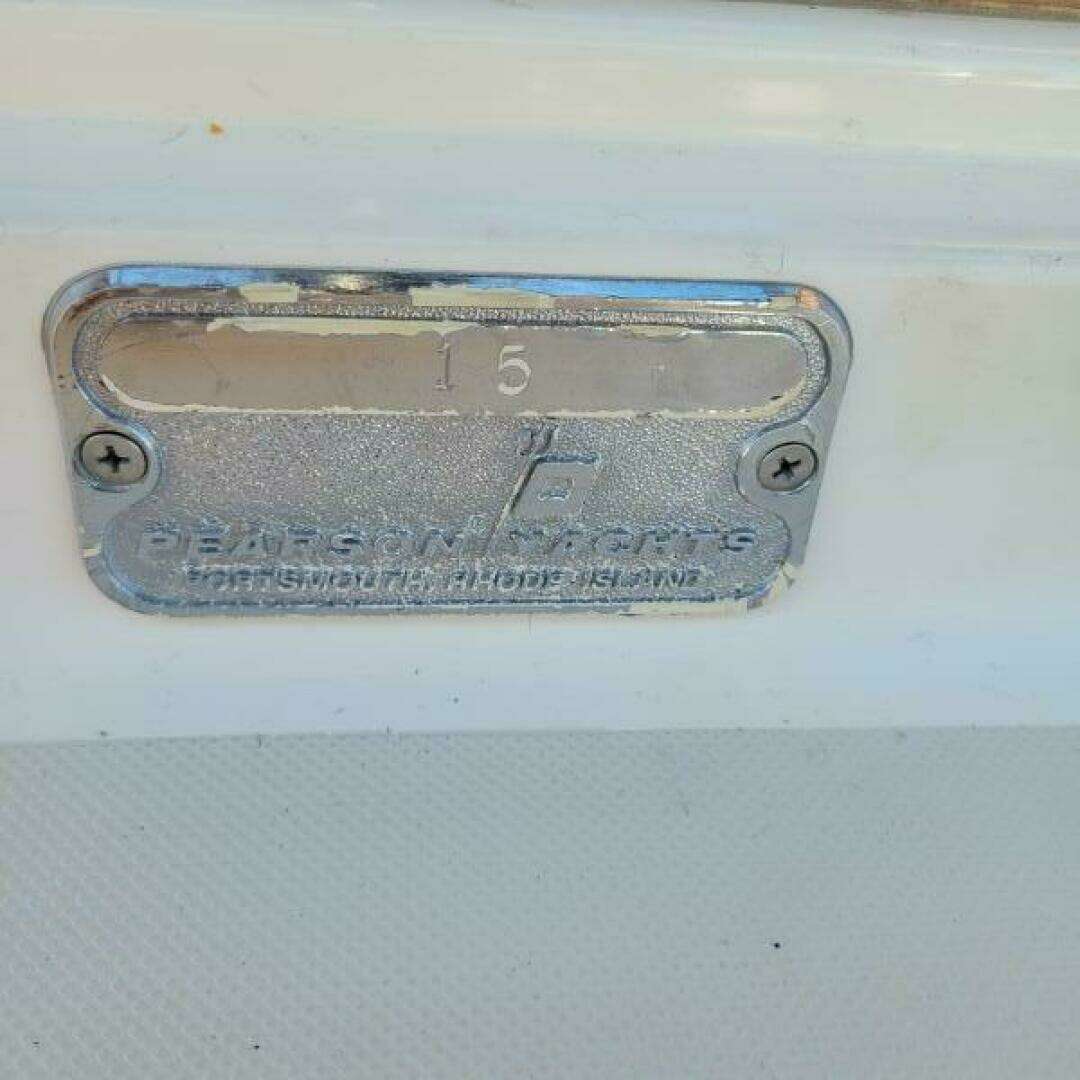 15
PEARSON YACHTS
PORTSMOUTH, RHODE ISLAND